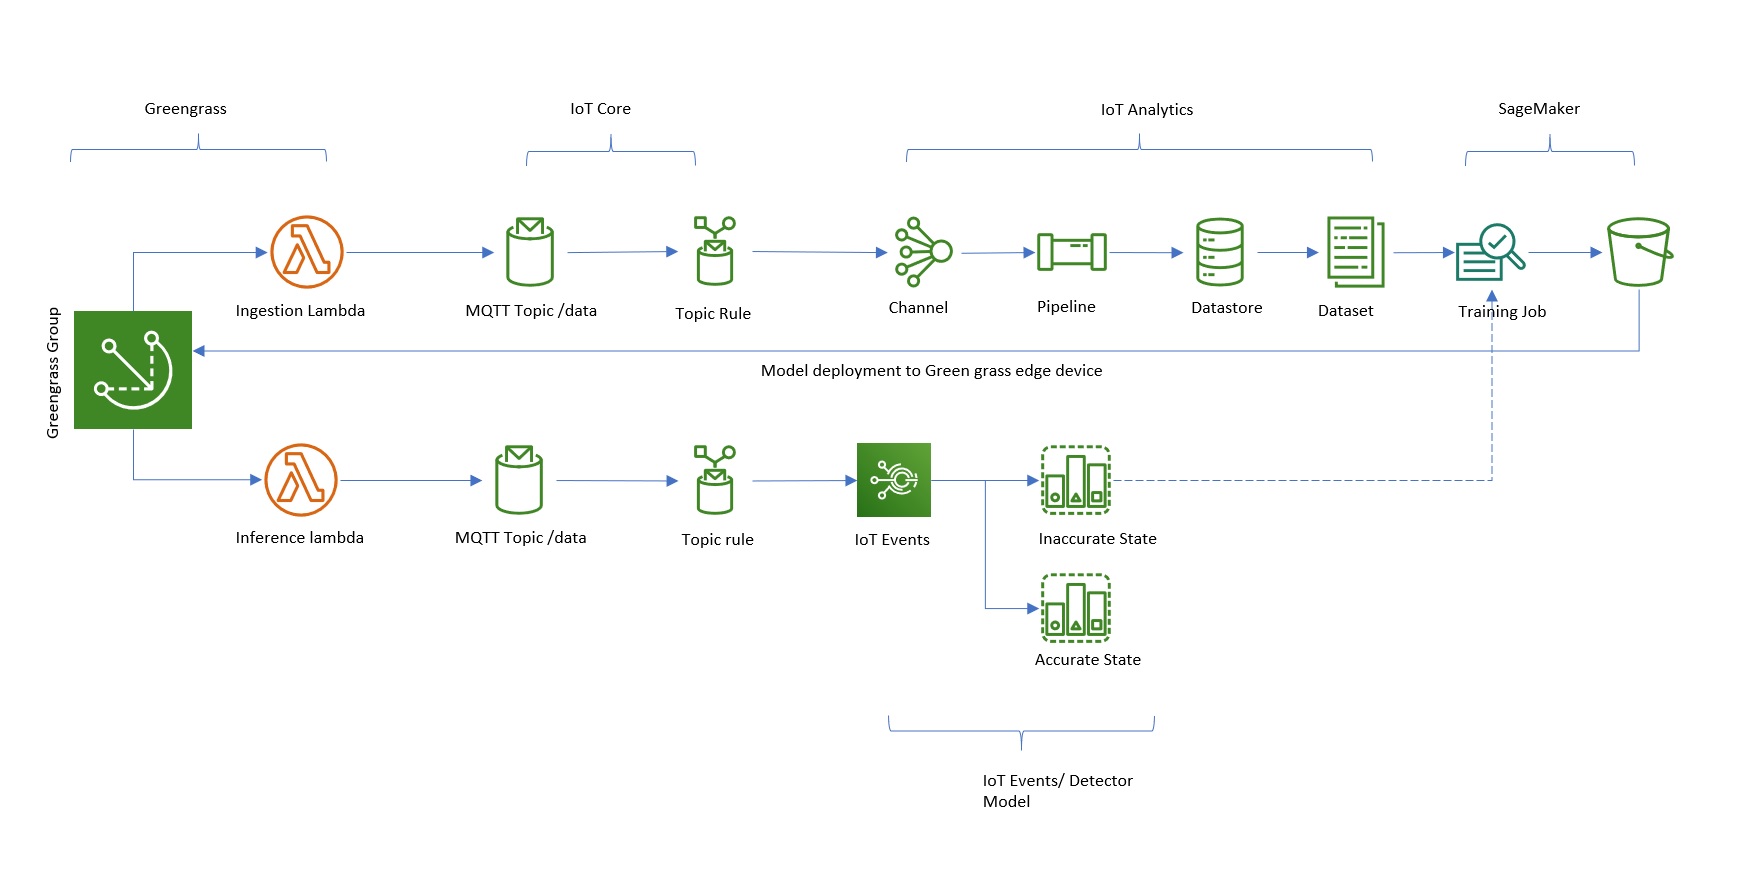 Greengrass
IoT Core
IoT Analytics
SageMaker
Ingestion Lambda
MQTT Topic /data
Topic Rule
Channel
Pipeline
Datastore
Dataset
Training Job
Greengrass Group
Model deployment to Green grass edge device
Inference lambda
MQTT Topic /data
Topic rule
IoT Events
Inaccurate State
Accurate State
IoT Events/ Detector
Model